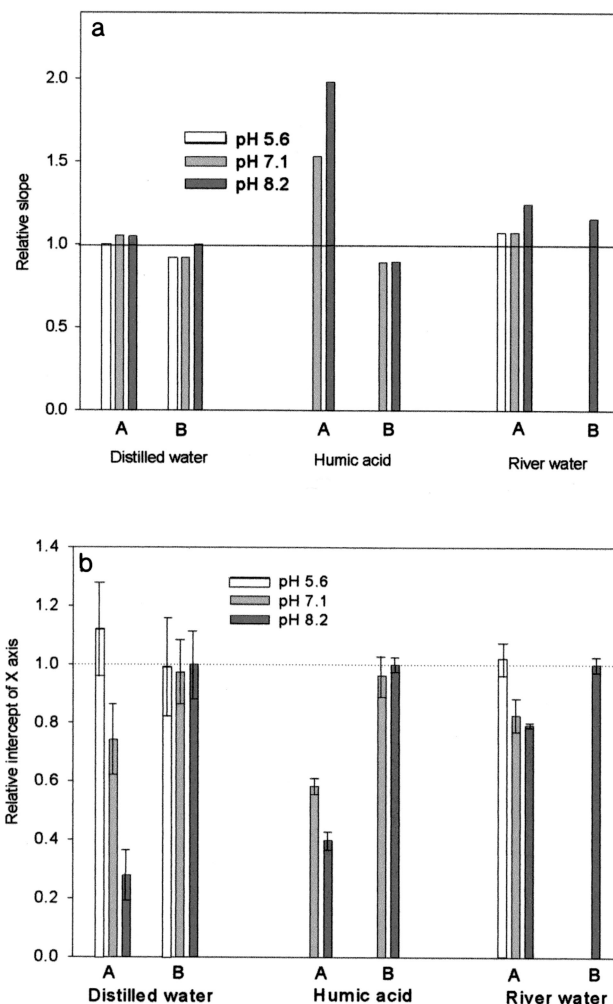 a
2.0
1.5
1.0
0.5
0.0
Relative slope
pH 5.6
pH 7.1
pH 8.2
A B A B A B
Distilled water Humic acid River water
b
1.4
1.2
1.0
0.8
0.6
0.4
0.2
0.0
Relative intercept of X axis
pH 5.6
pH 7.1
pH 8.2
A B A B A B
Distilled water Humic acid River water